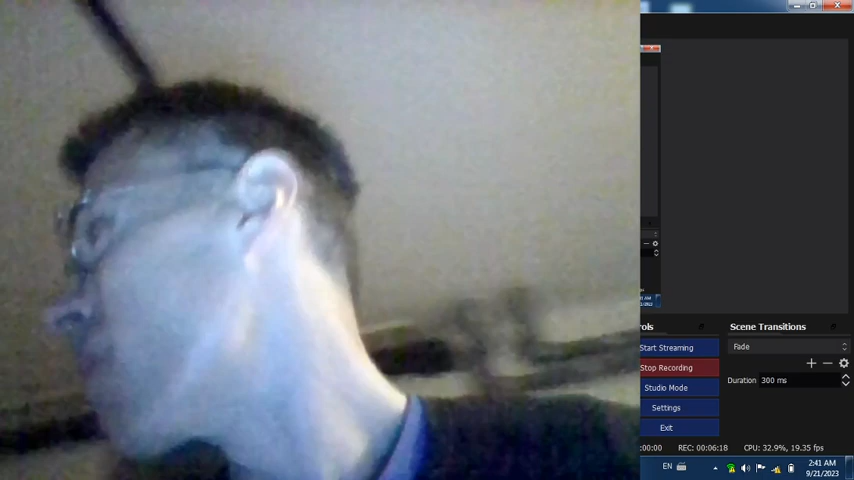 rols
Scene Transitions
Start Streaming
Fade
Stop Recording
Studio Mode
Duration 300 ms
Settings
Exit
:00:00 REC: 00:06:18 CPU: 32.9%, 19.35 fps
EN
2:41 AM
9/21/2023